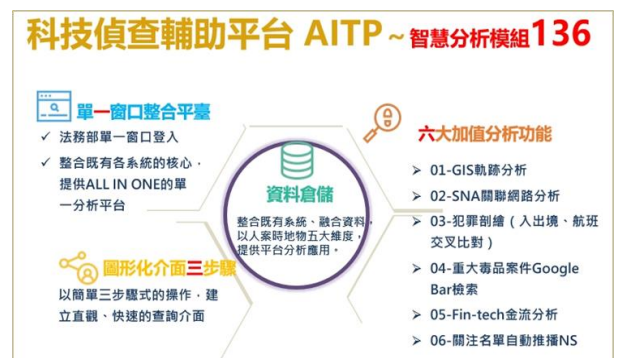 科技偵查輔助平台 AITP～智慧分析模組136
單一窗口整合平臺
✓ 法務部單一窗口登入
✓ 整合既有各系統的核心，
提供ALL IN ONE的單
一分析平台
圖形化介面三步驟
以簡單三步驟式的操作，建
立直觀、快速的查詢介面
資料倉儲
整合既有系統、融合資料，
以人案時地物五大維度，
提供平台分析應用。
六大加值分析功能
➢ 01-GIS軌跡分析
➢ 02-SNA關聯網路分析
➢ 03-犯罪剖繪（入出境、航班
交叉比對）
➢ 04-重大毒品案件Google
Bar檢索
➢ 05-Fin-tech金流分析
➢ 06-關注名單自動推播NS